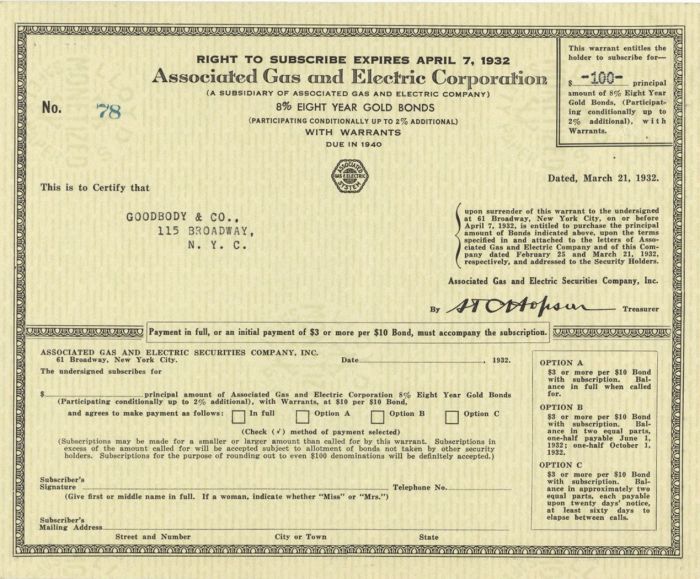 RIGHT TO SUBSCRIBE EXPIRES APRIL 7, 1932
Associated Gas and Electric Corporation
(A SUBSIDIARY OF ASSOCIATED GAS AND ELECTRIC COMPANY)
8% EIGHT YEAR GOLD BONDS
(PARTICIPATING CONDITIONALLY UP TO 2% ADDITIONAL)
WITH WARRANTS
DUE IN 1940
This warrant entitles the
holder to subscribe for—
$ -100- principal
amount of 8% Eight Year
Gold Bonds, (Participat-
ing conditionally up to
2% additional), with
Warrants.
No. 78
ASSOCIATED
GAS & ELECTRIC
SYSTEM
Dated, March 21, 1932.
This is to Certify that
GOODBODY & CO.,
115 BROADWAY,
N. Y. C.
upon surrender of this warrant to the undersigned
at 61 Broadway, New York City, on or before
April 7, 1932, is entitled to purchase the principal
amount of Bonds indicated above, upon the terms
specified in and attached to the letters of Asso-
ciated Gas and Electric Company and of this Com-
pany dated February 25 and March 21, 1932,
respectively, and addressed to the Security Holders.
Associated Gas and Electric Securities Company, Inc.
By Treasurer
Payment in full, or an initial payment of $3 or more per $10 Bond, must accompany the subscription.
ASSOCIATED GAS AND ELECTRIC SECURITIES COMPANY, INC.
61 Broadway, New York City. Date , 1932.
The undersigned subscribes for
$ principal amount of Associated Gas and Electric Corporation 8% Eight Year Gold Bonds
(Participating conditionally up to 2% additional), with Warrants, at $10 per $10 Bond,
and agrees to make payment as follows: In full Option A Option B Option C
(Check (√) method of payment selected)
(Subscriptions may be made for a smaller or larger amount than called for by this warrant. Subscriptions in
excess of the amount called for will be accepted subject to allotment of bonds not taken by other security
holders. Subscriptions for the purpose of rounding out to even $100 denominations will be definitely accepted.)
Subscriber's
Signature Telephone No.
(Give first or middle name in full. If a woman, indicate whether "Miss" or "Mrs.")
Subscriber's
Mailing Address
Street and Number City or Town State
OPTION A
$3 or more per $10 Bond
with subscription. Bal-
ance in full when called
for.
OPTION B
$3 or more per $10 Bond
with subscription. Bal-
ance in two equal parts,
one-half payable June 1,
1932; one-half October 1,
1932.
OPTION C
$3 or more per $10 Bond
with subscription. Bal-
ance in approximately two
equal parts, each payable
upon twenty days' notice,
at least sixty days to
elapse between calls.